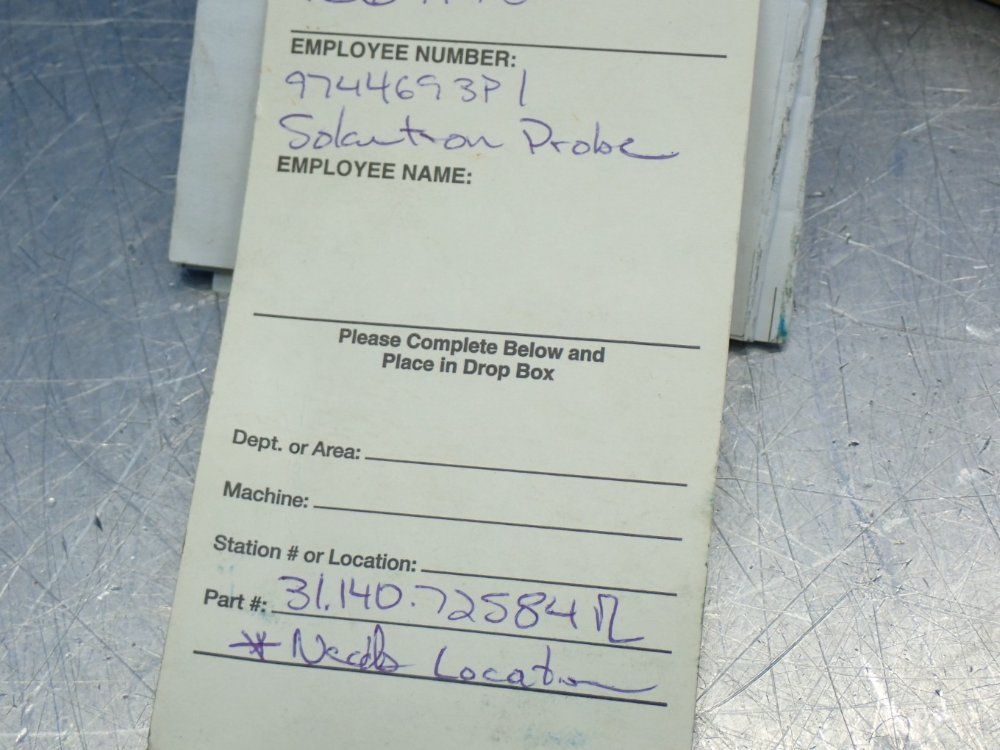 EMPLOYEE NUMBER:
9744693P1
Solartron Probe
EMPLOYEE NAME:
Please Complete Below and
Place in Drop Box
Dept. or Area:
Machine:
Station # or Location:
Part #: 31.140.72584
* Needs Location